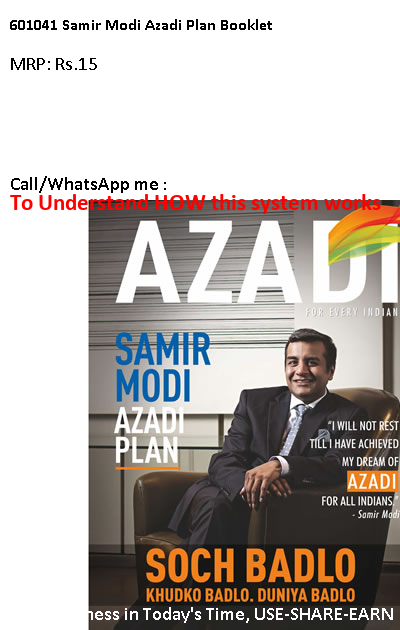 601041 Samir Modi Azadi Plan Booklet
MRP: Rs.15
Call/WhatsApp me :
To Understand HOW this system works
AZADI
FOR EVERY INDIAN
SAMIR
MODI
AZADI
PLAN
"I WILL NOT REST
TILL I HAVE ACHIEVED
MY DREAM OF
AZADI
FOR ALL INDIANS."
- Samir Modi
SOCH BADLO
KHUDKO BADLO. DUNIYA BADLO
in Today's Time, USE-SHARE-EARN